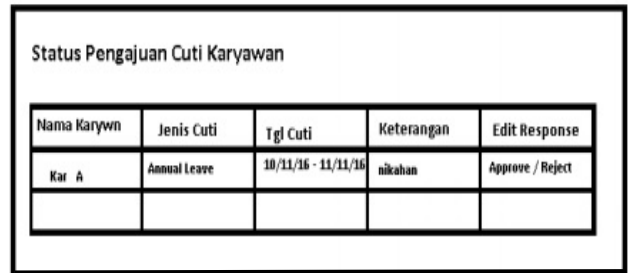 Status Pengajuan Cuti Karyawan
Nama Karywn Jenis Cuti Tgl Cuti Keterangan Edit Response
Kar A Annual Leave 10/11/16 - 11/11/16 nikahan Approve / Reject